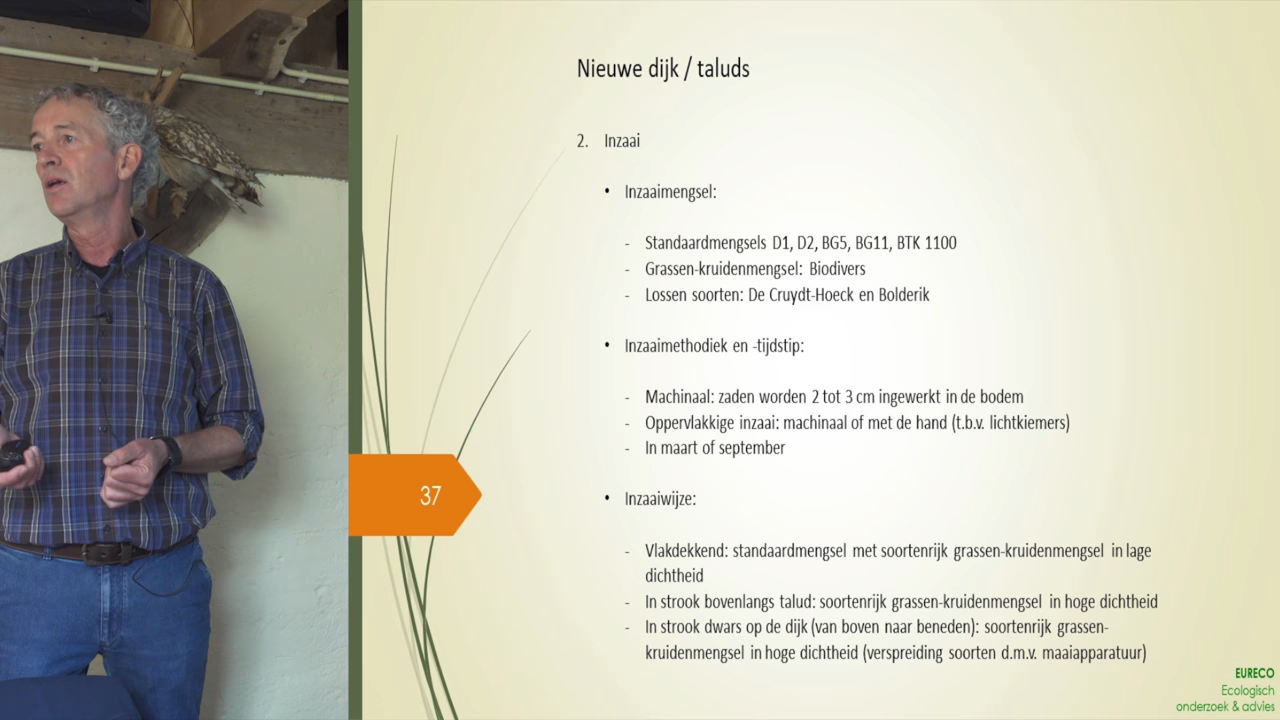 Nieuwe dijk / taluds
2. Inzaai
• Inzaaimengsel:
- Standaardmengsels D1, D2, BG5, BG11, BTK 1100
- Grassen-kruidenmengsel: Biodivers
- Lossen soorten: De Cruydt-Hoeck en Bolderik
• Inzaaimethodiek en -tijdstip:
- Machinaal: zaden worden 2 tot 3 cm ingewerkt in de bodem
- Oppervlakkige inzaai: machinaal of met de hand (t.b.v. lichtkiemers)
- In maart of september
37
• Inzaaiwijze:
- Vlakdekkend: standaardmengsel met soortenrijk grassen-kruidenmengsel in lage
dichtheid
- In strook bovenlangs talud: soortenrijk grassen-kruidenmengsel in hoge dichtheid
- In strook dwars op de dijk (van boven naar beneden): soortenrijk grassen-
kruidenmengsel in hoge dichtheid (verspreiding soorten d.m.v. maaiapparatuur)
EURECO
Ecologisch
onderzoek & advies